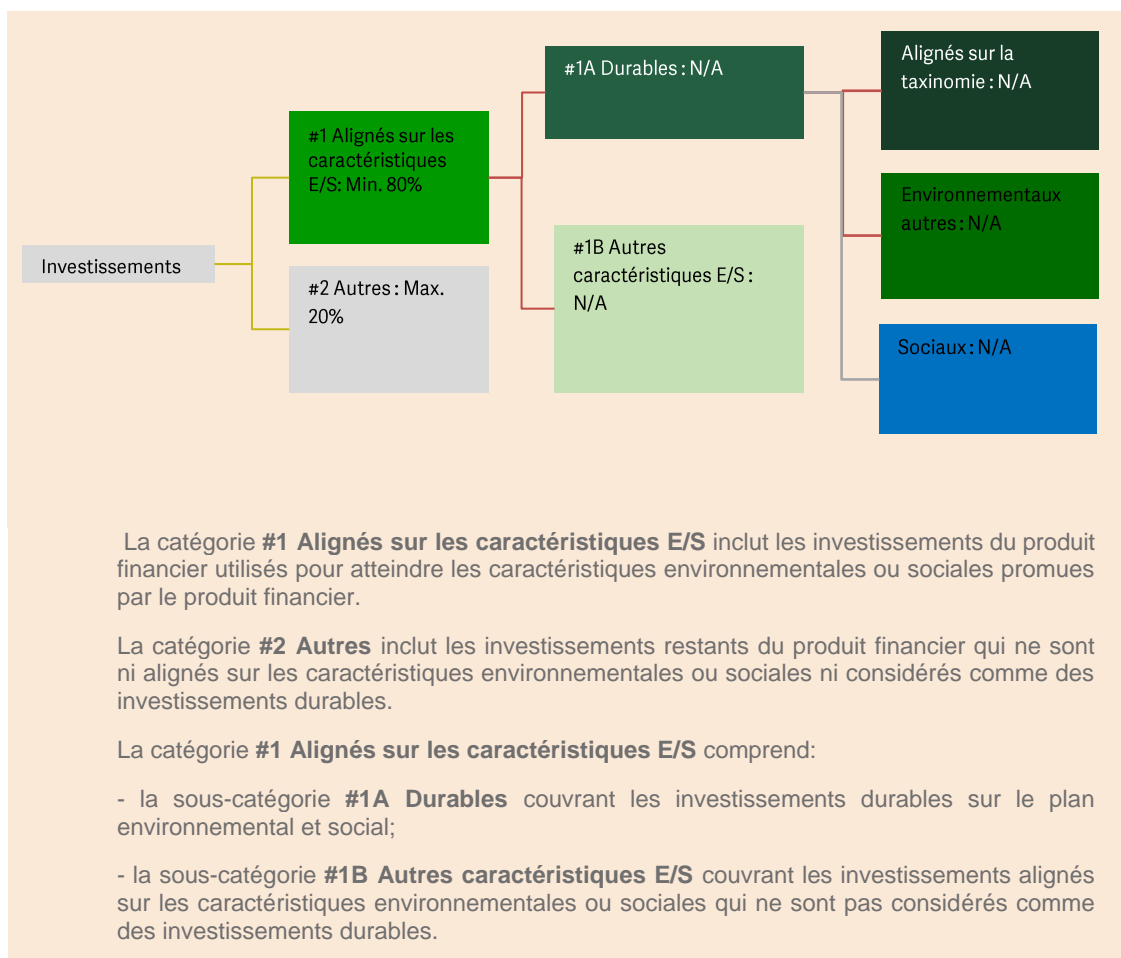 Investissements
#1 Alignés sur les
caractéristiques
E/S: Min. 80%
#2 Autres : Max.
20%
#1A Durables : N/A
#1B Autres
caractéristiques E/S :
N/A
Alignés sur la
taxinomie : N/A
Environnementaux
autres : N/A
Sociaux : N/A
La catégorie #1 Alignés sur les caractéristiques E/S inclut les investissements du produit
financier utilisés pour atteindre les caractéristiques environnementales ou sociales promues
par le produit financier.
La catégorie #2 Autres inclut les investissements restants du produit financier qui ne sont
ni alignés sur les caractéristiques environnementales ou sociales ni considérés comme des
investissements durables.
La catégorie #1 Alignés sur les caractéristiques E/S comprend:
- la sous-catégorie #1A Durables couvrant les investissements durables sur le plan
environnemental et social;
- la sous-catégorie #1B Autres caractéristiques E/S couvrant les investissements alignés
sur les caractéristiques environnementales ou sociales qui ne sont pas considérés comme
des investissements durables.